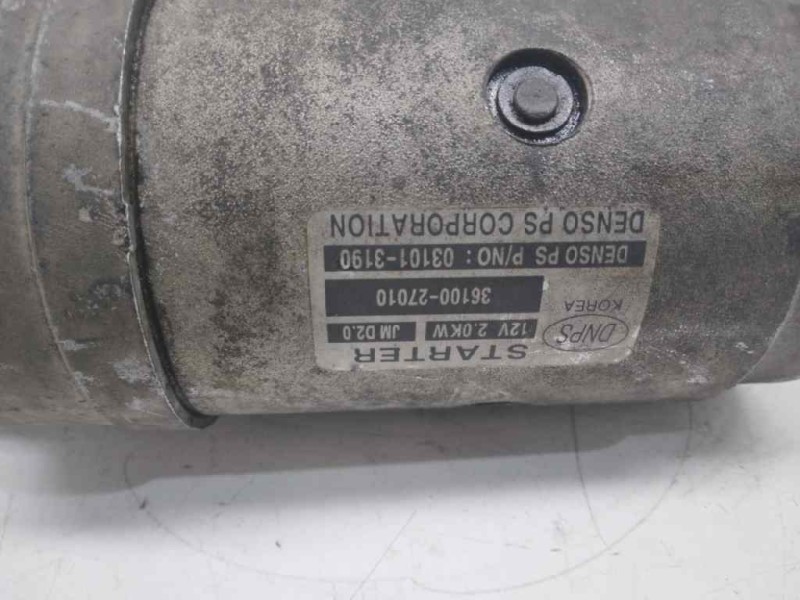 STARTER
12V 2.0KW JM D2.0
DNPS
KOREA
36100-27010
DENSO PS P/NO : 03101-3190
DENSO PS CORPORATION